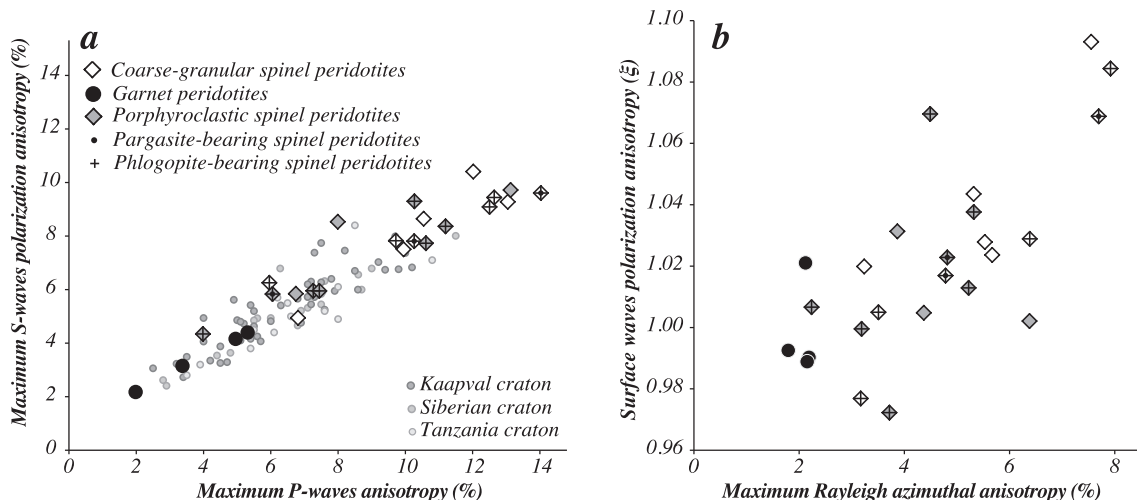 a
Maximum S-waves polarization anisotropy (%)
14
12
10
8
6
4
2
0
Coarse-granular spinel peridotites
Garnet peridotites
Porphyroclastic spinel peridotites
Pargasite-bearing spinel peridotites
Phlogopite-bearing spinel peridotites
Kaapval craton
Siberian craton
Tanzania craton
0 2 4 6 8 10 12 14
Maximum P-waves anisotropy (%)
b
Surface waves polarization anisotropy (ξ)
1.10
1.08
1.06
1.04
1.02
1.00
0.98
0.96
0 2 4 6 8
Maximum Rayleigh azimuthal anisotropy (%)